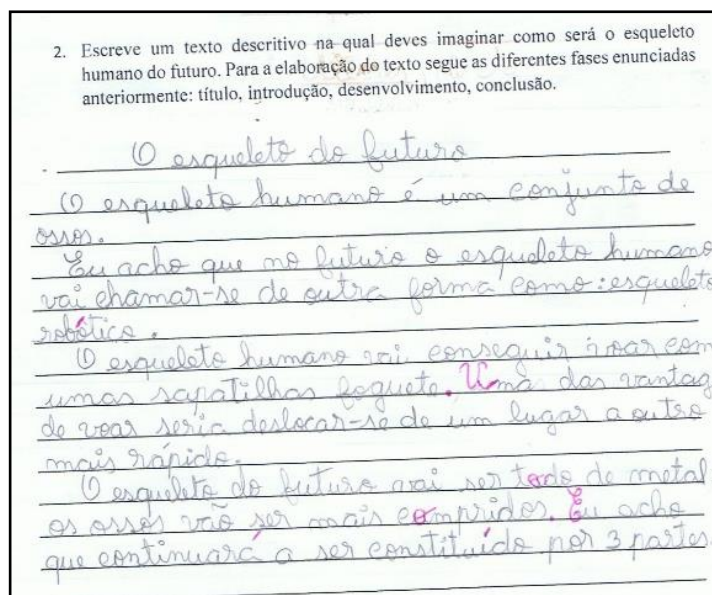 2. Escreve um texto descritivo na qual deves imaginar como será o esqueleto
humano do futuro. Para a elaboração do texto segue as diferentes fases enunciadas
anteriormente: título, introdução, desenvolvimento, conclusão.
O esqueleto do futuro
O esqueleto humano é um conjunto de
ossos.
Eu acho que no futuro o esqueleto humano
vai chamar-se de outra forma como: esqueleto
robótico.
O esqueleto humano vai conseguir voar com
umas sapatilhas foguete. Uma das vantag
de voar seria deslocar-se de um lugar a outro
mais rápido.
O esqueleto do futuro vai ser todo de metal
os ossos vão ser mais compridos. Eu acho
que continuará a ser constituído por 3 partes.